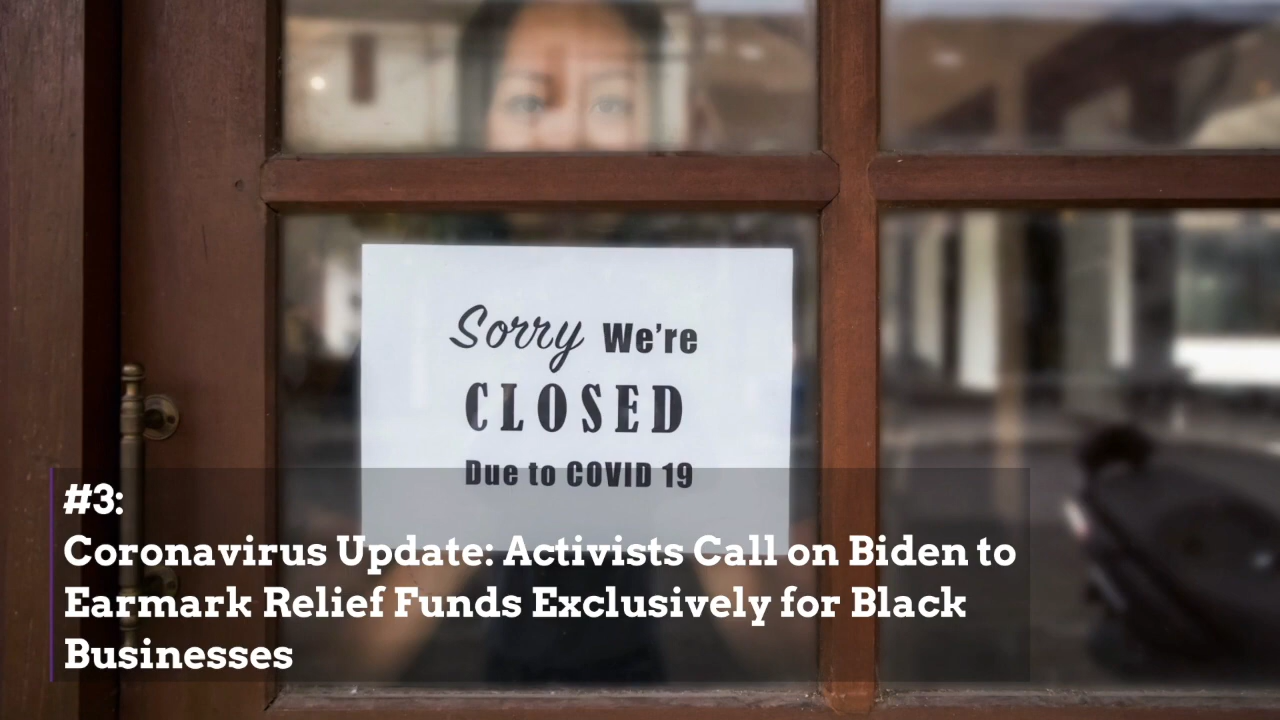 Sorry We're
CLOSED
Due to COVID 19
#3:
Coronavirus Update: Activists Call on Biden to
Earmark Relief Funds Exclusively for Black
Businesses